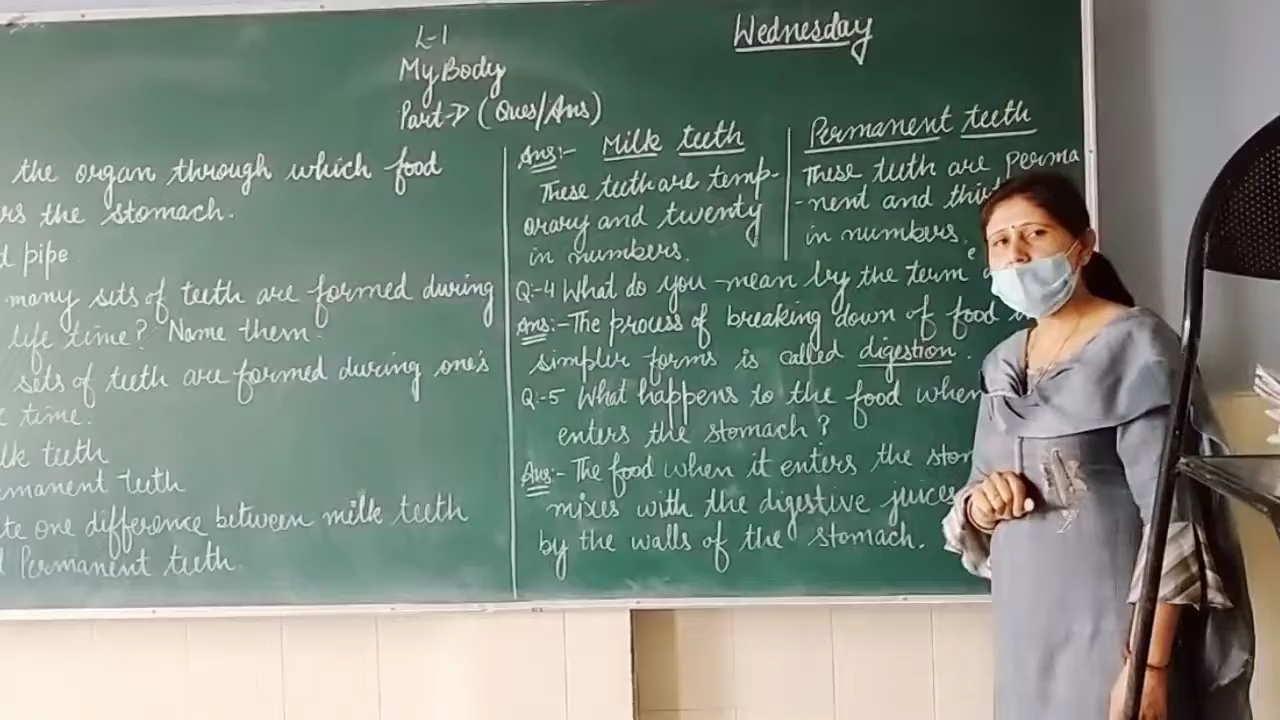 L-1
Wednesday
My Body
Part-D (Ques/Ans)
the organ through which food
rs the stomach.
d pipe
many sets of teeth are formed during
life time? Name them.
sets of teeth are formed during one's
time.
lk teeth
manent teeth
te one difference between milk teeth
d Permanent teeth.
Ans:- Milk teeth
These teeth are temp-
orary and twenty
in numbers.
Permanent teeth
These teeth are perma
-nent and thirt
in numbers.
Q:-4 What do you mean by the term
Ans:- The process of breaking down of food
simpler forms is called digestion.
Q:-5 What happens to the food when
enters the stomach?
Ans:- The food when it enters the stom
mixes with the digestive juices
by the walls of the stomach.